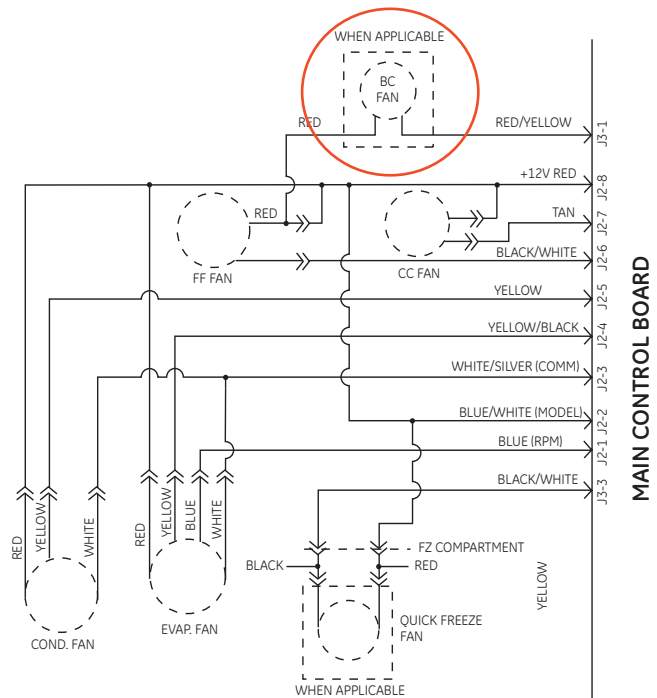 WHEN APPLICABLE
BC
FAN
RED
RED/YELLOW
J3-1
+12V RED
J2-8
RED
TAN
J2-7
FF FAN
CC FAN
BLACK/WHITE
J2-6
YELLOW
J2-5
YELLOW/BLACK
J2-4
WHITE/SILVER (COMM)
J2-3
BLUE/WHITE (MODEL)
J2-2
BLUE (RPM)
J2-1
BLACK/WHITE
J3-3
MAIN CONTROL BOARD
RED
YELLOW
WHITE
RED
YELLOW
BLUE
WHITE
FZ COMPARTMENT
BLACK
RED
YELLOW
COND. FAN
EVAP. FAN
QUICK FREEZE
FAN
WHEN APPLICABLE